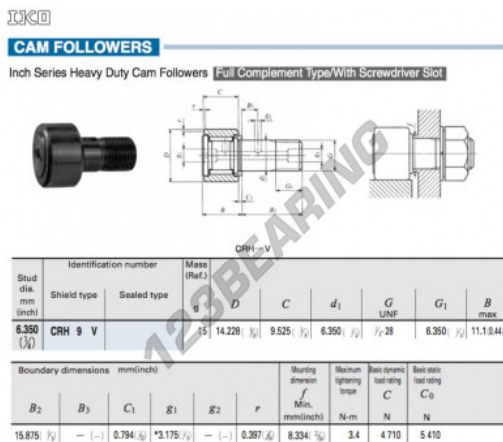 IKO
CAM FOLLOWERS
Inch Series Heavy Duty Cam Followers Full Complement Type/With Screwdriver Slot
CRH···V
123BEARING
Stud dia. mm (inch)
Identification number
Shield type Sealed type
Mass (Ref.) g
D C d₁ G UNF G₁ B max
6.350 CRH 9 V 15 14.228 9.525 6.350 28 6.350 11.1(0.44
Boundary dimensions mm(inch)
Mounting dimension f Min. mm(inch)
Maximum tightening torque N-m
Basic dynamic load rating C N
Basic static load rating C₀ N
B₂ B₃ C₁ g₁ g₂ r
15.875 — (–) 0.794 *3.175 — (–) 0.397 8.334 3.4 4 710 5 410